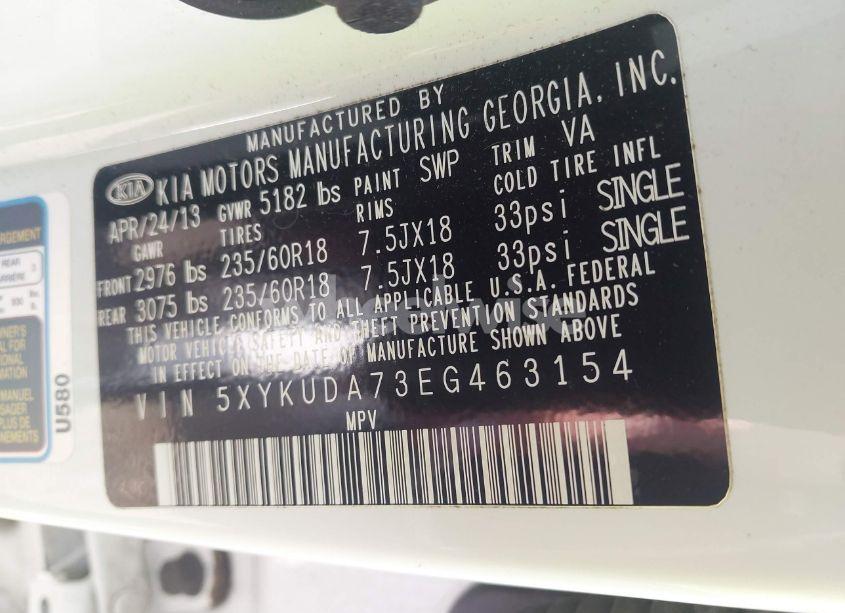 MANUFACTURED BY
KIA KIA MOTORS MANUFACTURING GEORGIA, INC.
APR/24/13 GVWR 5182 lbs PAINT SWP TRIM VA
GAWR TIRES RIMS COLD TIRE INFL
FRONT 2976 lbs 235/60R18 7.5JX18 33psi SINGLE
REAR 3075 lbs 235/60R18 7.5JX18 33psi SINGLE
THIS VEHICLE CONFORMS TO ALL APPLICABLE U.S.A. FEDERAL
MOTOR VEHICLE SAFETY AND THEFT PREVENTION STANDARDS
IN EFFECT ON THE DATE OF MANUFACTURE SHOWN ABOVE
VIN 5XYKUDA73EG463154
MPV
REAR
U580
MANUEL